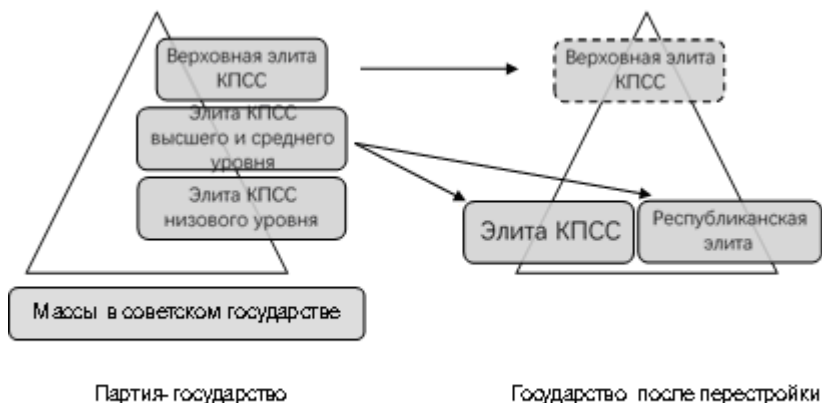 Верховная элита
КПСС
Элита КПСС
высшего и среднего
уровня
Элита КПСС
низового уровня
Массы в советском государстве
Партия- государство
Верховная элита
КПСС
Элита КПСС
Республиканская
элита
Государство после перестройки